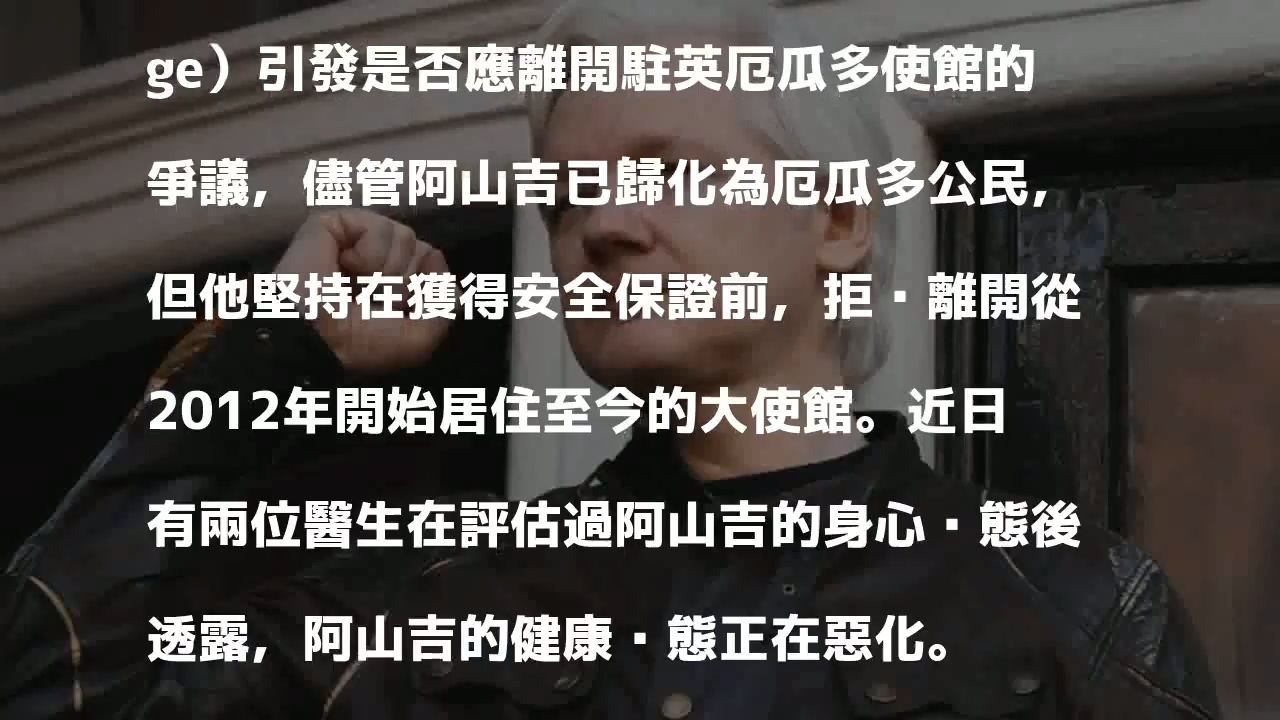 ge）引發是否應離開駐英厄瓜多使館的
爭議，儘管阿山吉已歸化為厄瓜多公民，
但他堅持在獲得安全保證前，拒▪離開從
2012年開始居住至今的大使館。近日
有兩位醫生在評估過阿山吉的身心▪態後
透露，阿山吉的健康▪態正在惡化。